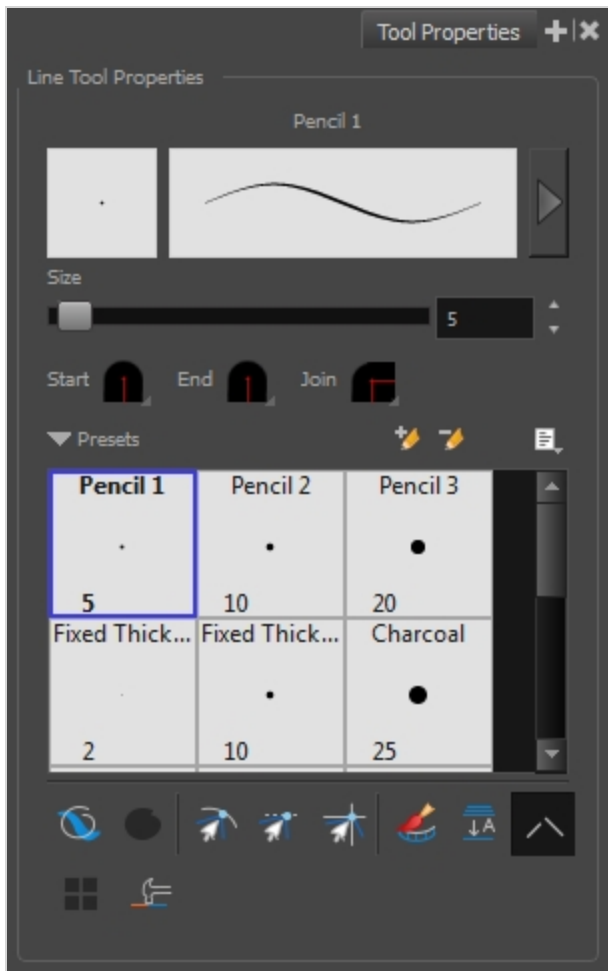 Tool Properties
Line Tool Properties
Pencil 1
Size
5
Start End Join
Presets
Pencil 1 Pencil 2 Pencil 3
5 10 20
Fixed Thick... Fixed Thick... Charcoal
2 10 25
A